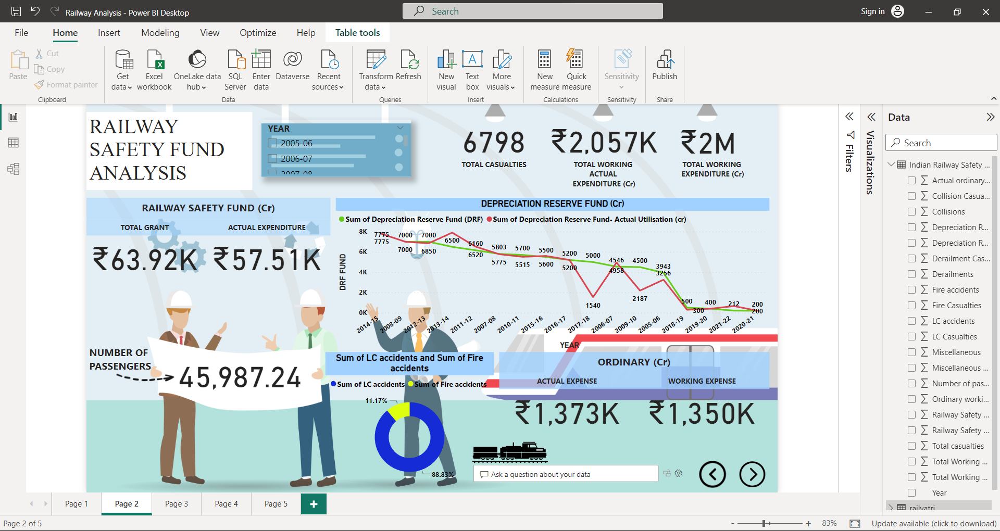 Railway Analysis - Power BI Desktop
Search
Sign in
File Home Insert Modeling View Optimize Help Table tools
Paste
Cut
Copy
Format painter
Clipboard
Get data
Excel workbook
OneLake data hub
SQL Server
Enter data
Dataverse
Recent sources
Data
Transform data
Refresh
Queries
New visual
Text box
More visuals
Insert
New measure
Quick measure
Calculations
Sensitivity
Sensitivity
Publish
Share
RAILWAY
SAFETY FUND
ANALYSIS
YEAR
2005-06
2006-07
2007-08
6798
TOTAL CASUALTIES
₹2,057K
TOTAL WORKING
ACTUAL
EXPENDITURE (Cr)
₹2M
TOTAL WORKING
EXPENDITURE (Cr)
RAILWAY SAFETY FUND (Cr)
TOTAL GRANT
ACTUAL EXPENDITURE
₹63.92K
₹57.51K
DEPRECIATION RESERVE FUND (Cr)
Sum of Depreciation Reserve Fund (DRF) Sum of Depreciation Reserve Fund- Actual Utilisation (cr)
DRF FUND
8K
6K
4K
2K
0K
7775 7000 7000 6500 6160 5803 5700 5500 5200 5000 4546 4500 3943
7775 7000 6850 6520 5775 5515 5600 5200 1540 4958 2187 3256
500 400 212 200
300 200
2014-15 2008-09 2012-13 2013-14 2011-12 2007-08 2010-11 2015-16 2016-17 2017-18 2006-07 2009-10 2005-06 2018-19 2019-20 2021-22 2020-21
YEAR
NUMBER OF
PASSENGERS
45,987.24
Sum of LC accidents and Sum of Fire
accidents
Sum of LC accidents Sum of Fire accidents
11.17%
88.83%
ORDINARY (Cr)
ACTUAL EXPENSE
WORKING EXPENSE
₹1,373K
₹1,350K
Ask a question about your data
Filters
Visualizations
Data
Search
Indian Railway Safety ...
Actual ordinary...
Collision Casua...
Collisions
Depreciation R...
Depreciation R...
Derailment Cas...
Derailments
Fire accidents
Fire Casualties
LC accidents
LC Casualties
Miscellaneous
Miscellaneous ...
Number of pas...
Ordinary worki...
Railway Safety ...
Railway Safety ...
Total casualties
Total Working ...
Total Working ...
Year
railyatri
Page 1 Page 2 Page 3 Page 4 Page 5 +
Page 2 of 5
- + 83%
Update available (click to download)